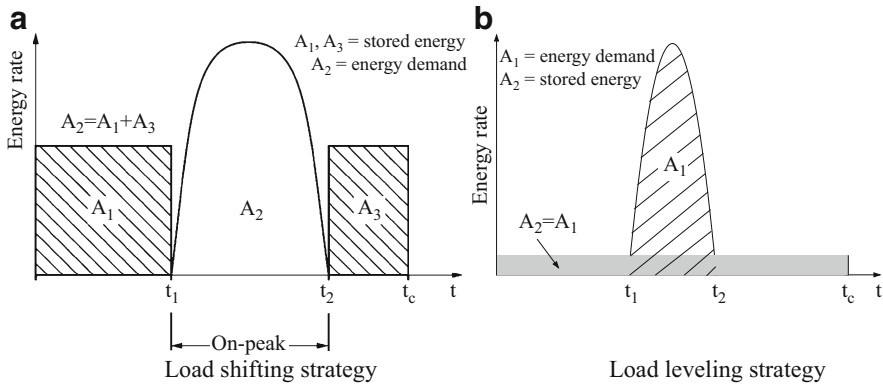 a
A₁, A₃ = stored energy
A₂ = energy demand
Energy rate
A₂=A₁+A₃
A₁
A₂
A₃
t₁
t₂
t_c
t
On-peak
Load shifting strategy
b
A₁ = energy demand
A₂ = stored energy
Energy rate
A₁
A₂=A₁
t₁
t₂
t_c
t
Load leveling strategy